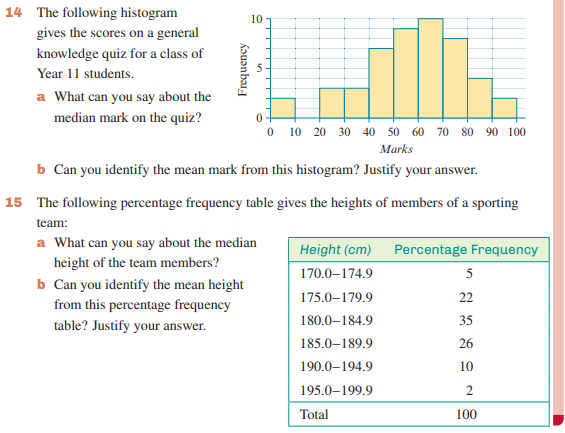 14 The following histogram
gives the scores on a general
knowledge quiz for a class of
Year 11 students.
a What can you say about the
median mark on the quiz?
Frequency
10
5
0
0 10 20 30 40 50 60 70 80 90 100
Marks
b Can you identify the mean mark from this histogram? Justify your answer.
15 The following percentage frequency table gives the heights of members of a sporting
team:
a What can you say about the median
height of the team members?
b Can you identify the mean height
from this percentage frequency
table? Justify your answer.
Height (cm) Percentage Frequency
170.0–174.9 5
175.0–179.9 22
180.0–184.9 35
185.0–189.9 26
190.0–194.9 10
195.0–199.9 2
Total 100